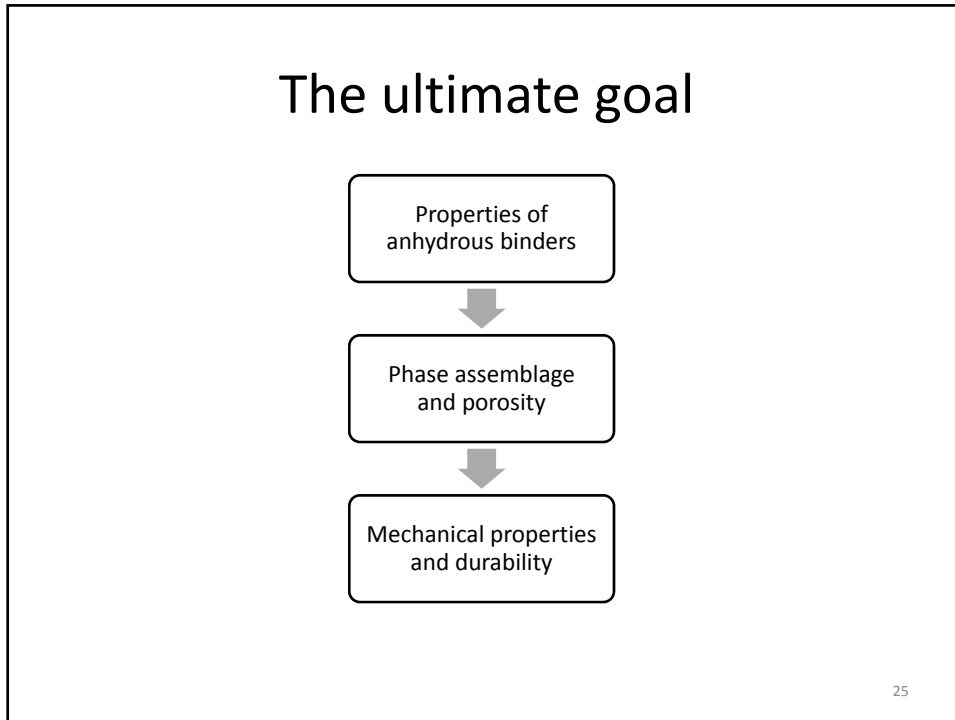 The ultimate goal
Properties of
anhydrous binders
Phase assemblage
and porosity
Mechanical properties
and durability
25